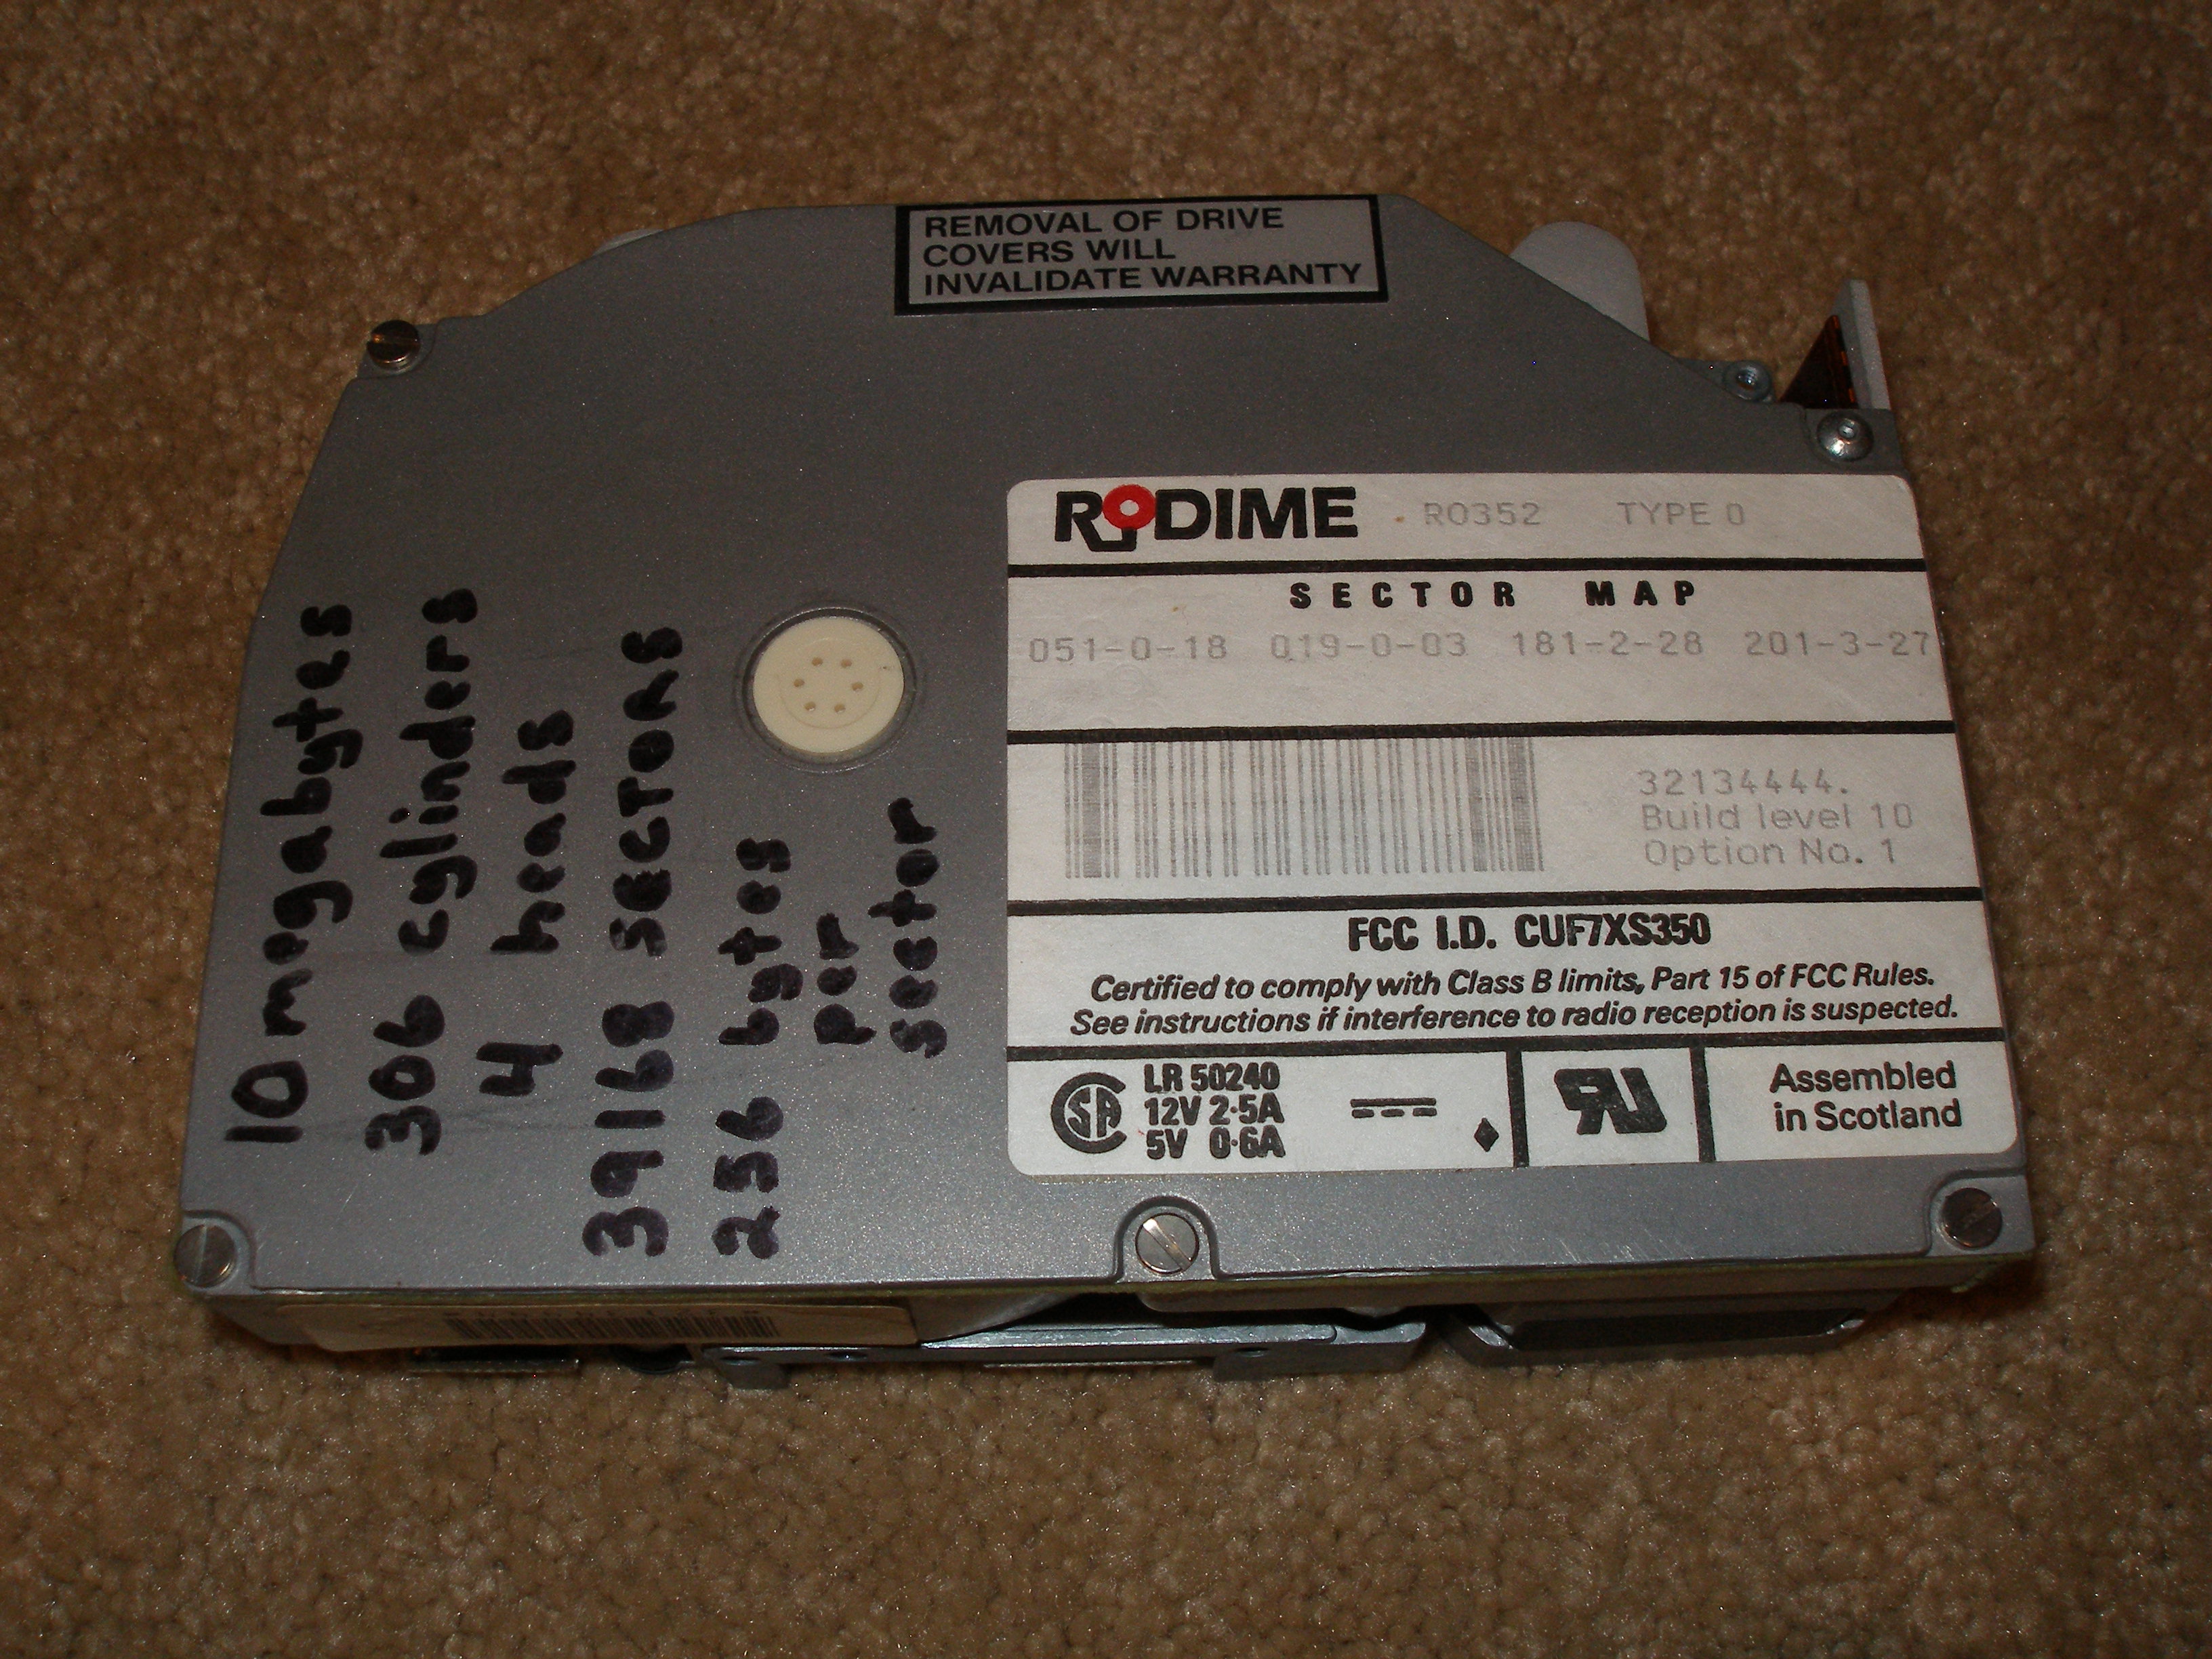 REMOVAL OF DRIVE
COVERS WILL
INVALIDATE WARRANTY
RODIME RO352 TYPE 0
SECTOR MAP
051-0-18 019-0-03 181-2-28 201-3-27
32134444.
Build level 10
Option No. 1
FCC I.D. CUF7XS350
Certified to comply with Class B limits, Part 15 of FCC Rules.
See instructions if interference to radio reception is suspected.
SA
LR 50240
12V 2·5A
5V 0·6A
RU
Assembled
in Scotland
10 megabytes
306 cylinders
4 heads
39168 SECTORS
256 bytes
per
sector